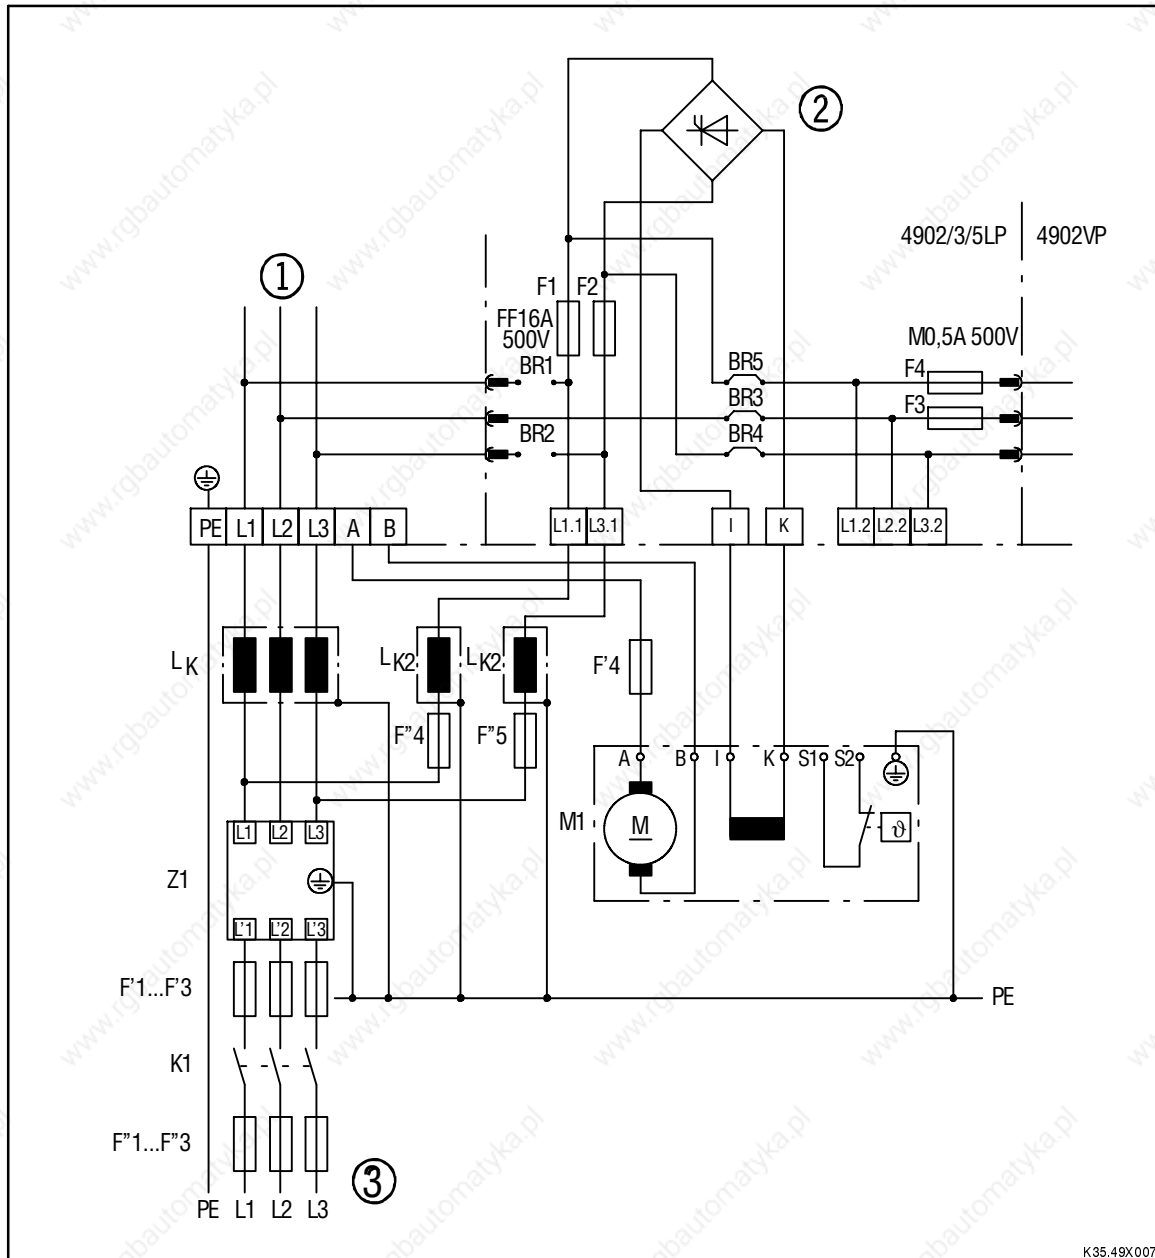 2
4902/3/5LP 4902VP
1
F1 F2
FF16A
500V
M0,5A 500V
BR1 BR5 F4
BR3 F3
BR2 BR4
PE L1 L2 L3 A B L1.1 L3.1 I K L1.2 L2.2 L3.2
LK LK2 LK2 F'4
F"4 F"5
A B I K S1 S2
M1 M ϑ
L1 L2 L3
Z1
L'1 L'2 L'3
F'1...F'3
PE
K1
F"1...F"3
3
PE L1 L2 L3
K35.49X007
www.rgbautomatyka.pl